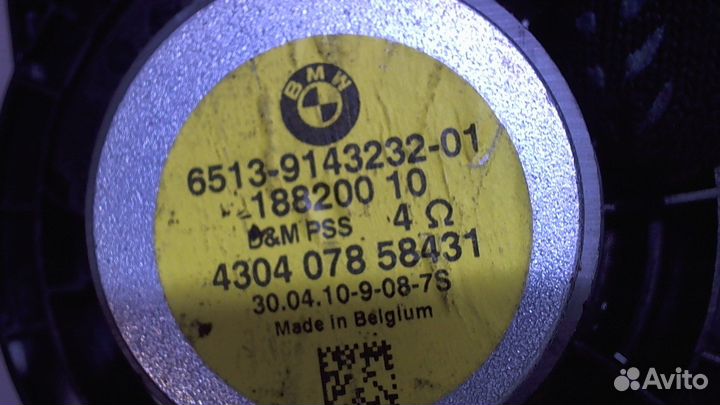 BMW
6513-9143232-01
188200 10
D&M PSS 4 Ω
4304 078 58431
30.04.10-9-08-7S
Made in Belgium
Avito